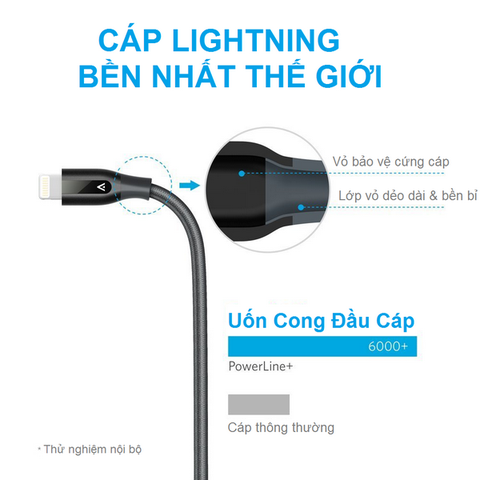 CÁP LIGHTNING
BỀN NHẤT THẾ GIỚI
Vỏ bảo vệ cứng cáp
Lớp vỏ dẻo dài & bền bỉ
Uốn Cong Đầu Cáp
6000+
PowerLine+
Cáp thông thường
* Thử nghiệm nội bộ